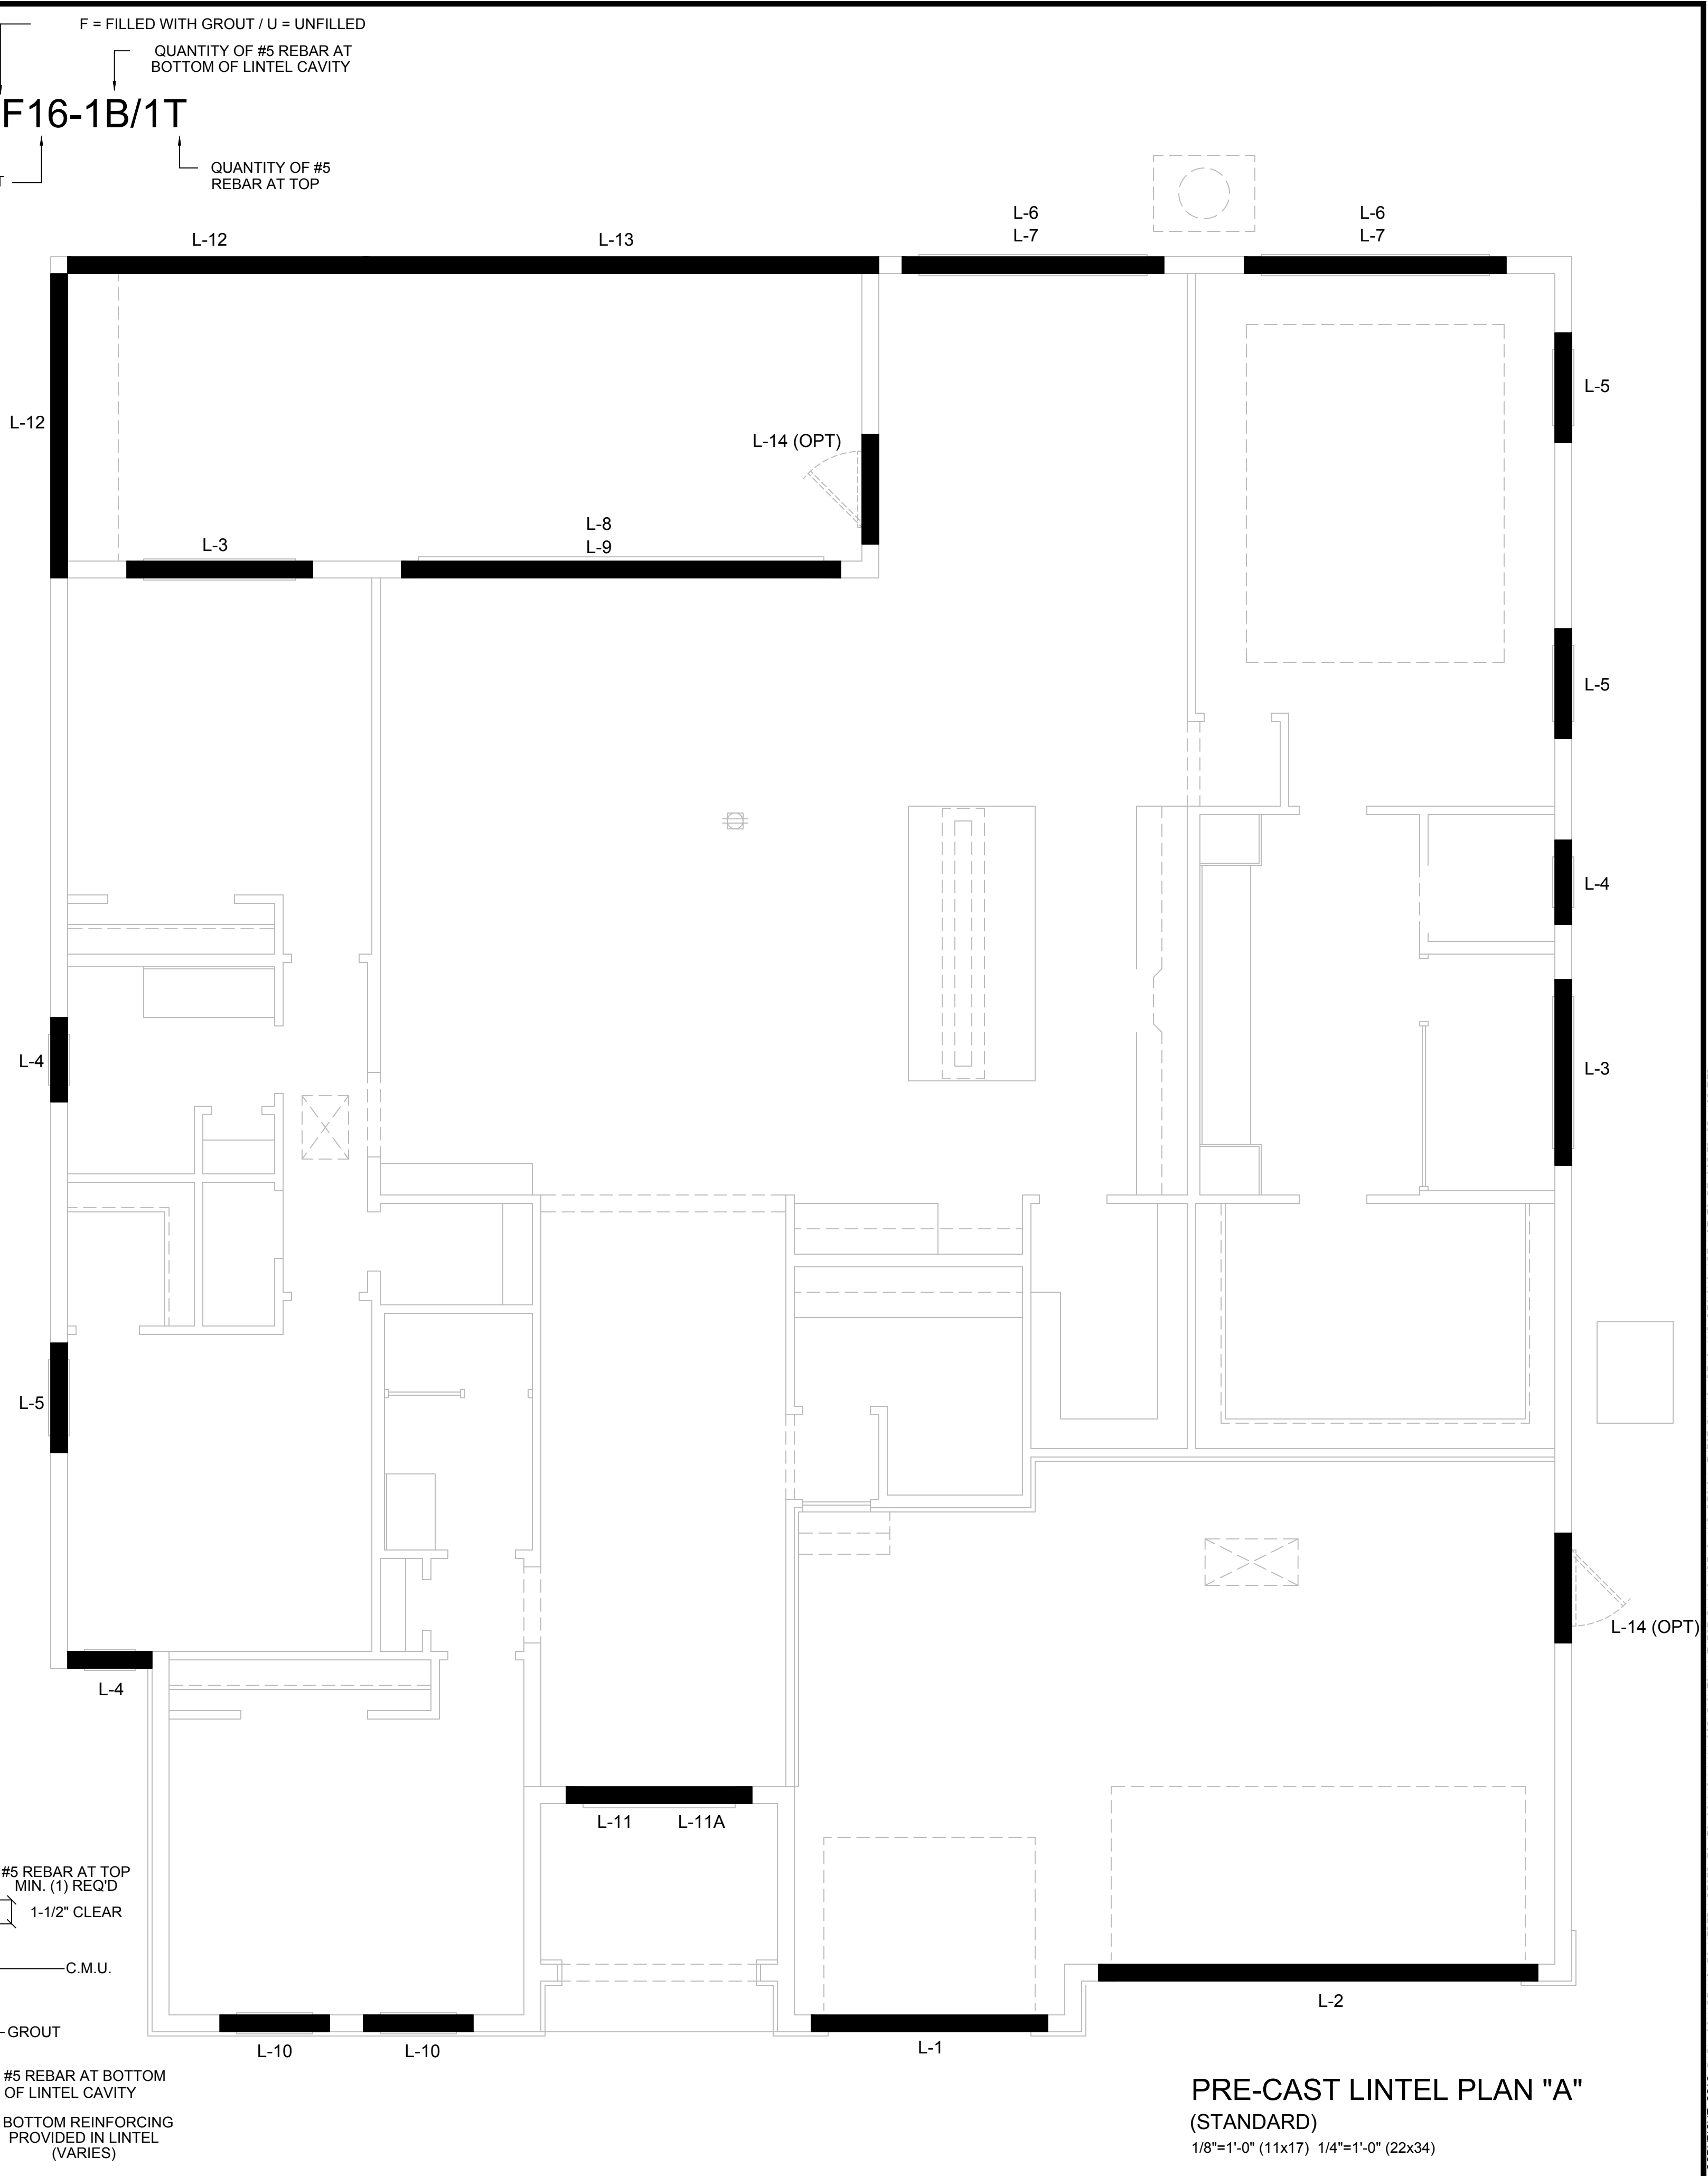 F = FILLED WITH GROUT / U = UNFILLED
QUANTITY OF #5 REBAR AT
BOTTOM OF LINTEL CAVITY
F16-1B/1T
QUANTITY OF #5
REBAR AT TOP
T
L-6
L-7
L-6
L-7
L-12
L-13
L-5
L-12
L-14 (OPT)
L-8
L-9
L-3
L-5
L-4
L-4
L-3
L-5
L-14 (OPT)
L-4
L-11
L-11A
#5 REBAR AT TOP
MIN. (1) REQ'D
1-1/2" CLEAR
C.M.U.
L-2
GROUT
L-10
L-10
L-1
#5 REBAR AT BOTTOM
OF LINTEL CAVITY
BOTTOM REINFORCING
PROVIDED IN LINTEL
(VARIES)
PRE-CAST LINTEL PLAN "A"
(STANDARD)
1/8"=1'-0" (11x17) 1/4"=1'-0" (22x34)